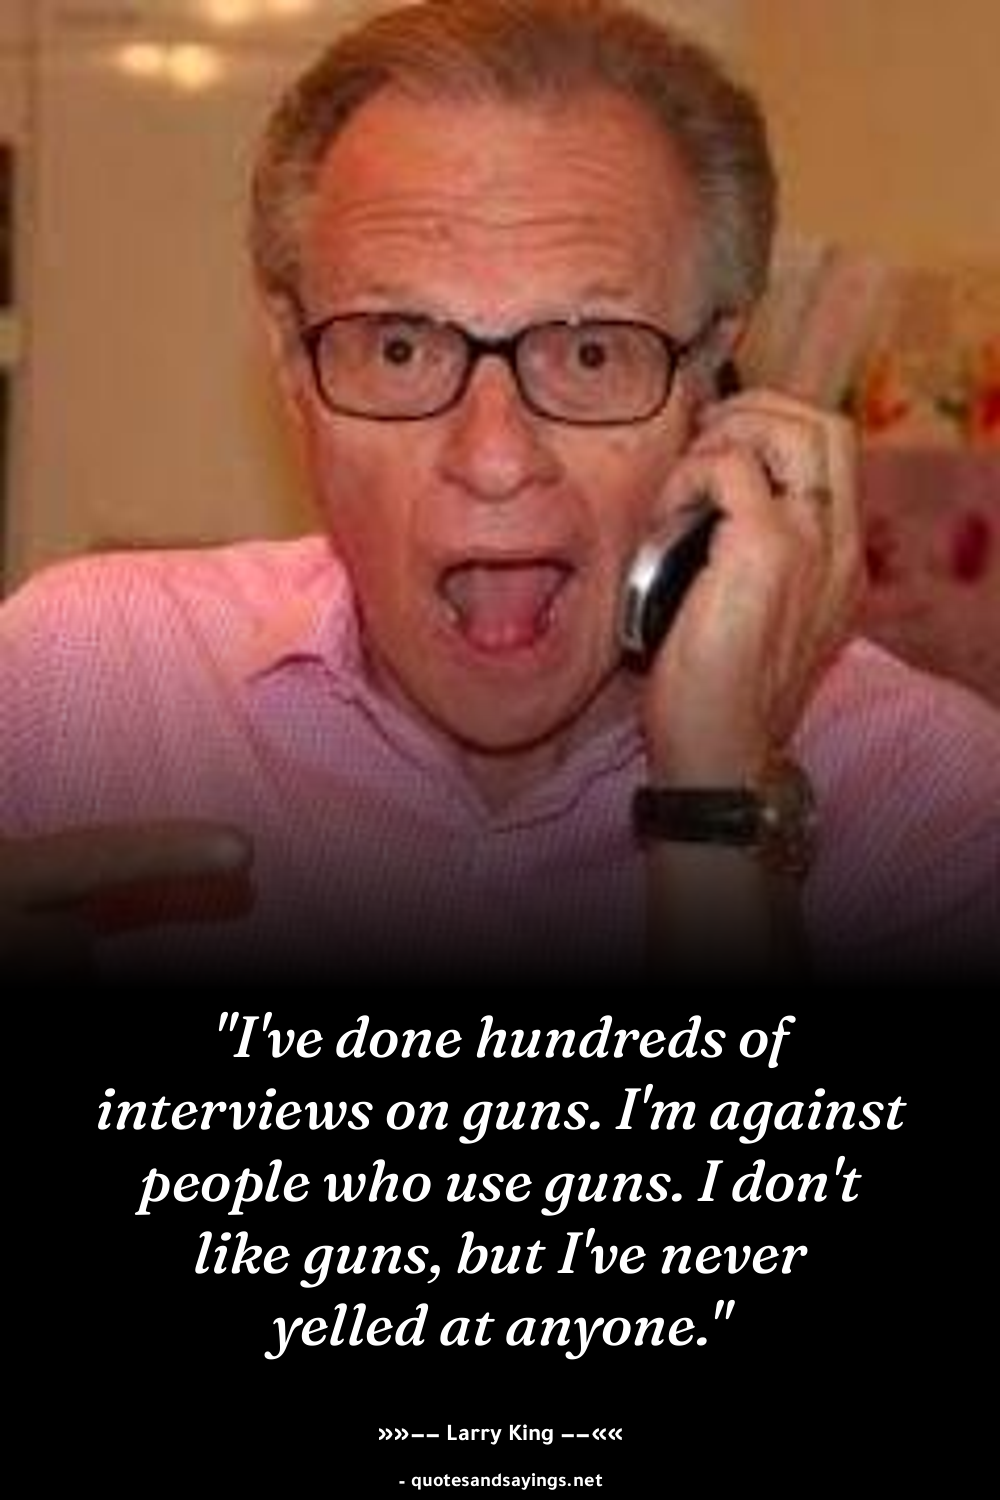 "I've done hundreds of
interviews on guns. I'm against
people who use guns. I don't
like guns, but I've never
yelled at anyone."
»»−− Larry King −−««
- quotesandsayings.net